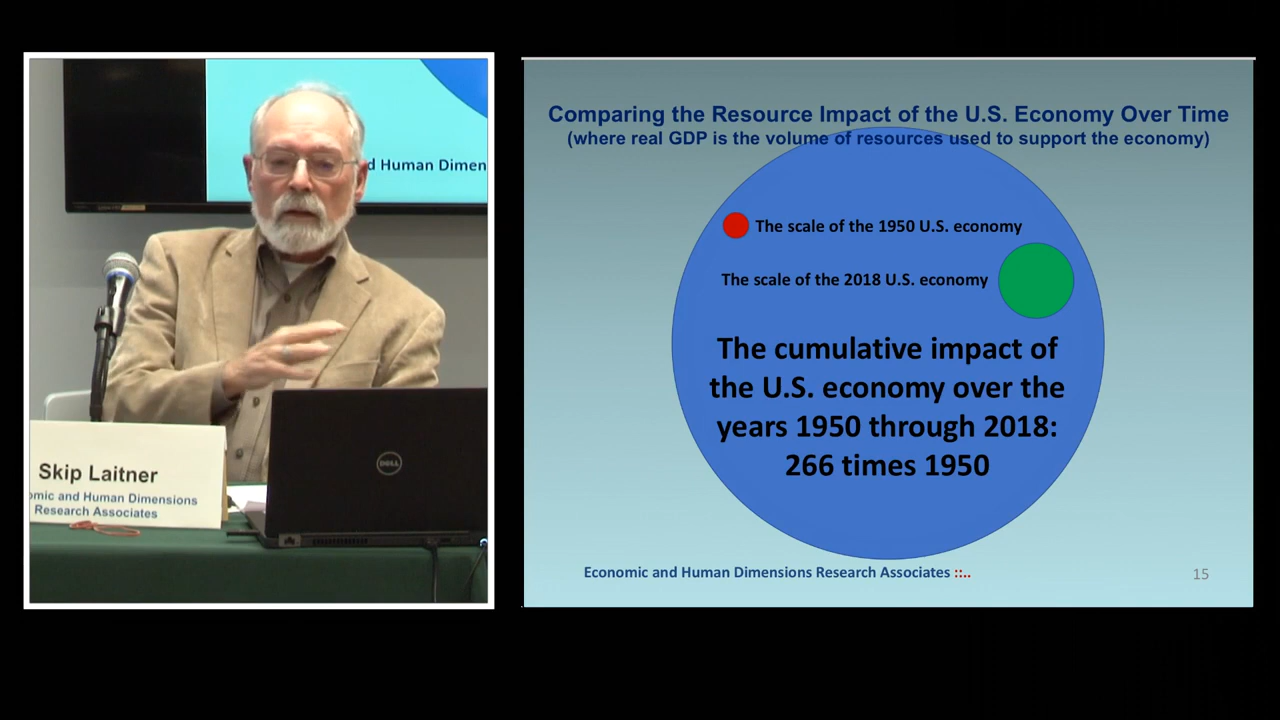 d Human Dimen
Skip Laitner
omic and Human Dimensions
Research Associates
DELL
Comparing the Resource Impact of the U.S. Economy Over Time
(where real GDP is the volume of resources used to support the economy)
The scale of the 1950 U.S. economy
The scale of the 2018 U.S. economy
The cumulative impact of
the U.S. economy over the
years 1950 through 2018:
266 times 1950
Economic and Human Dimensions Research Associates ::..
15